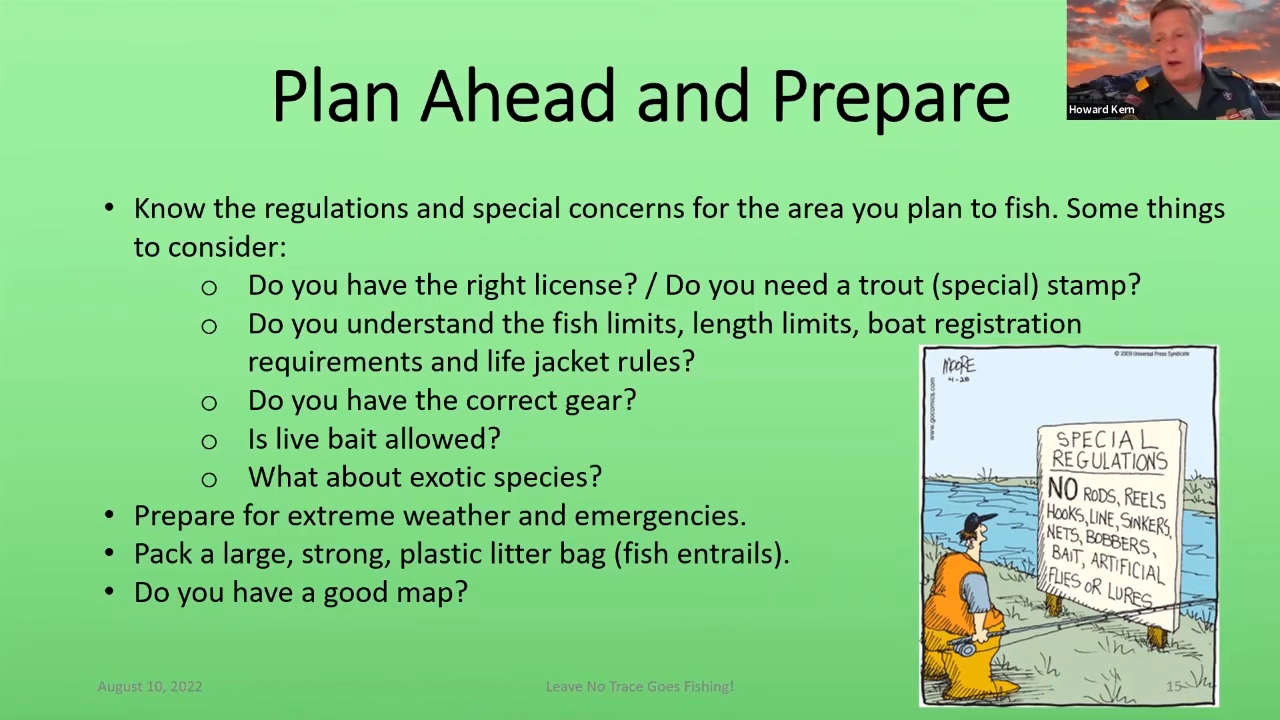 Plan Ahead and Prepare
Howard Kern
• Know the regulations and special concerns for the area you plan to fish. Some things
to consider:
o Do you have the right license? / Do you need a trout (special) stamp?
o Do you understand the fish limits, length limits, boat registration
requirements and life jacket rules?
o Do you have the correct gear?
o Is live bait allowed?
o What about exotic species?
• Prepare for extreme weather and emergencies.
• Pack a large, strong, plastic litter bag (fish entrails).
• Do you have a good map?
© 2009 Universal Press Syndicate
MOORE
4-28
www.gocomics.com
SPECIAL
REGULATIONS
NO RODS, REELS
HOOKS, LINE, SINKERS,
NETS, BOBBERS,
BAIT, ARTIFICIAL
FLIES OR LURES
August 10, 2022
Leave No Trace Goes Fishing!
15